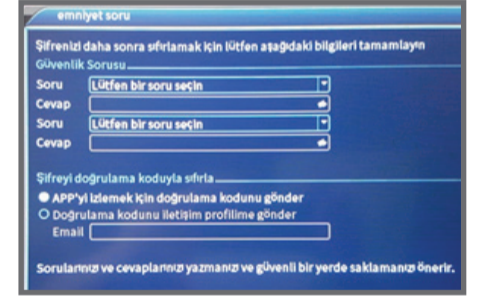 emniyet soru
Şifrenizi daha sonra sıfırlamak için lütfen aşağıdaki bilgileri tamamlayın
Güvenlik Sorusu
Soru Lütfen bir soru seçin
Cevap
Soru Lütfen bir soru seçin
Cevap
Şifreyi doğrulama koduyla sıfırla
APP'yi izlemek için doğrulama kodunu gönder
Doğrulama kodunu iletişim profilime gönder
Email
Sorularınızı ve cevaplarınızı yazmanızı ve güvenli bir yerde saklamanızı önerir.